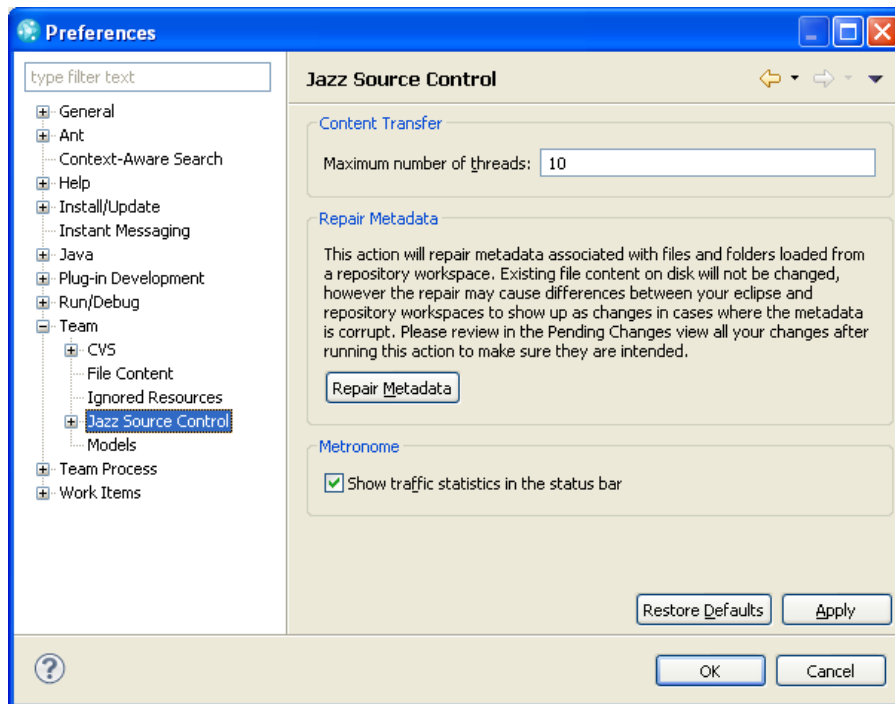 Preferences
type filter text
General
Ant
Context-Aware Search
Help
Install/Update
Instant Messaging
Java
Plug-in Development
Run/Debug
Team
CVS
File Content
Ignored Resources
Jazz Source Control
Models
Team Process
Work Items
Jazz Source Control
Content Transfer
Maximum number of threads: 10
Repair Metadata
This action will repair metadata associated with files and folders loaded from
a repository workspace. Existing file content on disk will not be changed,
however the repair may cause differences between your eclipse and
repository workspaces to show up as changes in cases where the metadata
is corrupt. Please review in the Pending Changes view all your changes after
running this action to make sure they are intended.
Repair Metadata
Metronome
Show traffic statistics in the status bar
Restore Defaults Apply
? OK Cancel